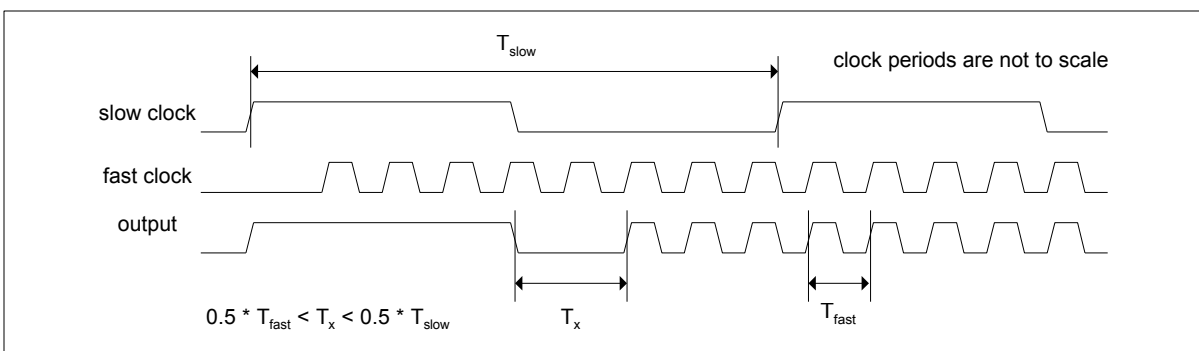 T_slow
clock periods are not to scale
slow clock
fast clock
output
0.5 * T_fast < T_x < 0.5 * T_slow
T_x
T_fast